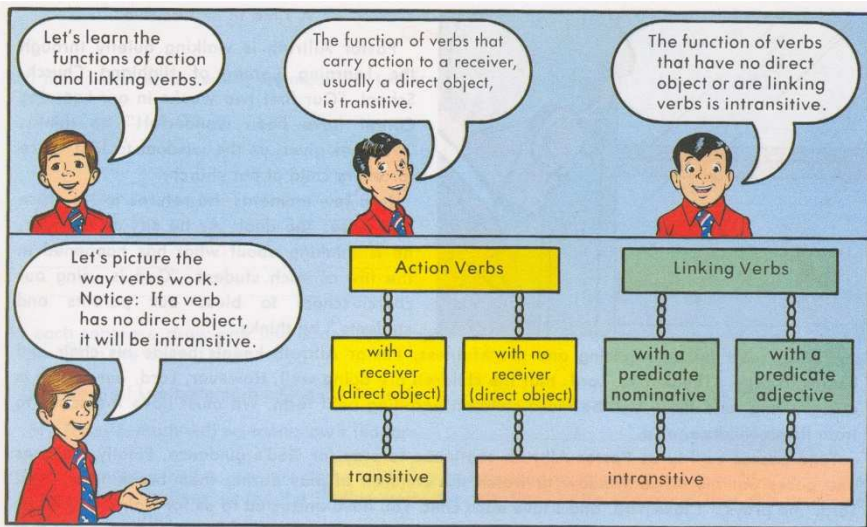 Let's learn the
functions of action
and linking verbs.
The function of verbs that
carry action to a receiver,
usually a direct object,
is transitive.
The function of verbs
that have no direct
object or are linking
verbs is intransitive.
Let's picture the
way verbs work.
Notice: If a verb
has no direct object,
it will be intransitive.
Action Verbs
Linking Verbs
with a
receiver
(direct object)
with no
receiver
(direct object)
with a
predicate
nominative
with a
predicate
adjective
transitive
intransitive